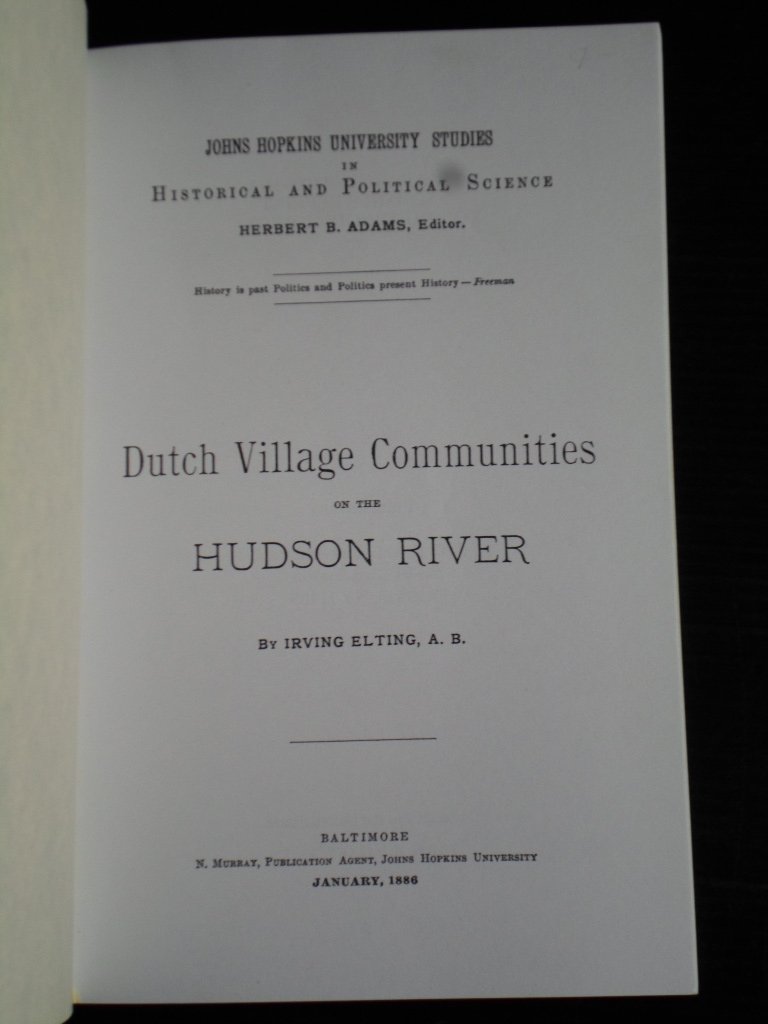 JOHNS HOPKINS UNIVERSITY STUDIES
IN
HISTORICAL AND POLITICAL SCIENCE
HERBERT B. ADAMS, Editor.
History is past Politics and Politics present History — Freeman
Dutch Village Communities
ON THE
HUDSON RIVER
BY IRVING ELTING, A. B.
BALTIMORE
N. MURRAY, PUBLICATION AGENT, JOHNS HOPKINS UNIVERSITY
JANUARY, 1886